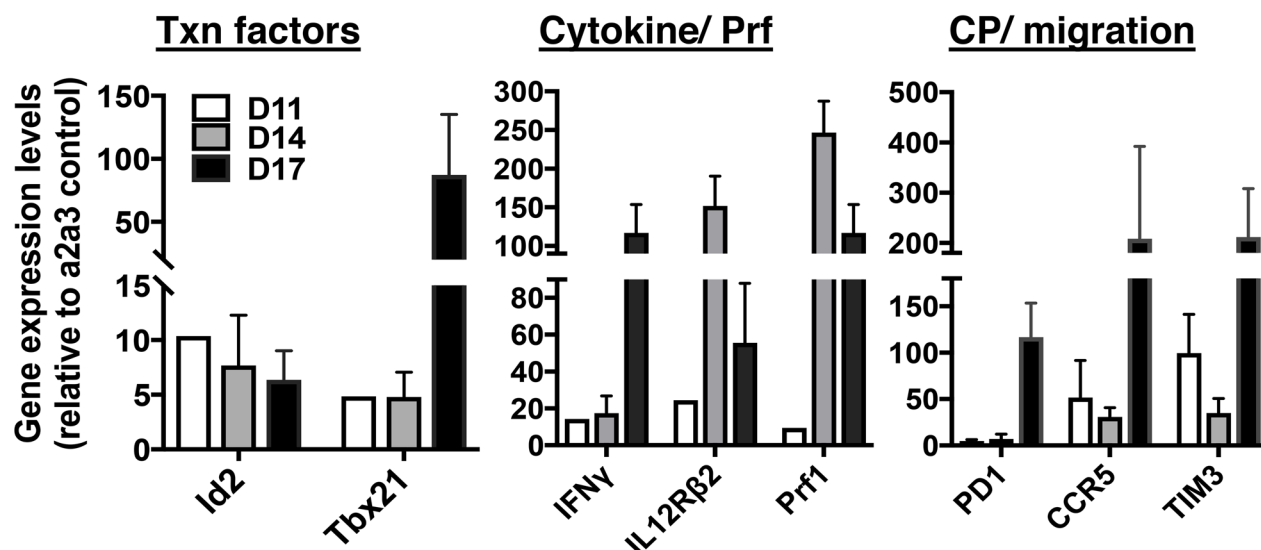 Txn factors
Cytokine/ Prf
CP/ migration
Gene expression levels
(relative to a2a3 control)
150
100
50
15
10
5
0
D11
D14
D17
Id2
Tbx21
300
250
200
150
100
80
60
40
20
0
IFNγ
IL12Rβ2
Prf1
500
400
300
200
150
100
50
0
PD1
CCR5
TIM3